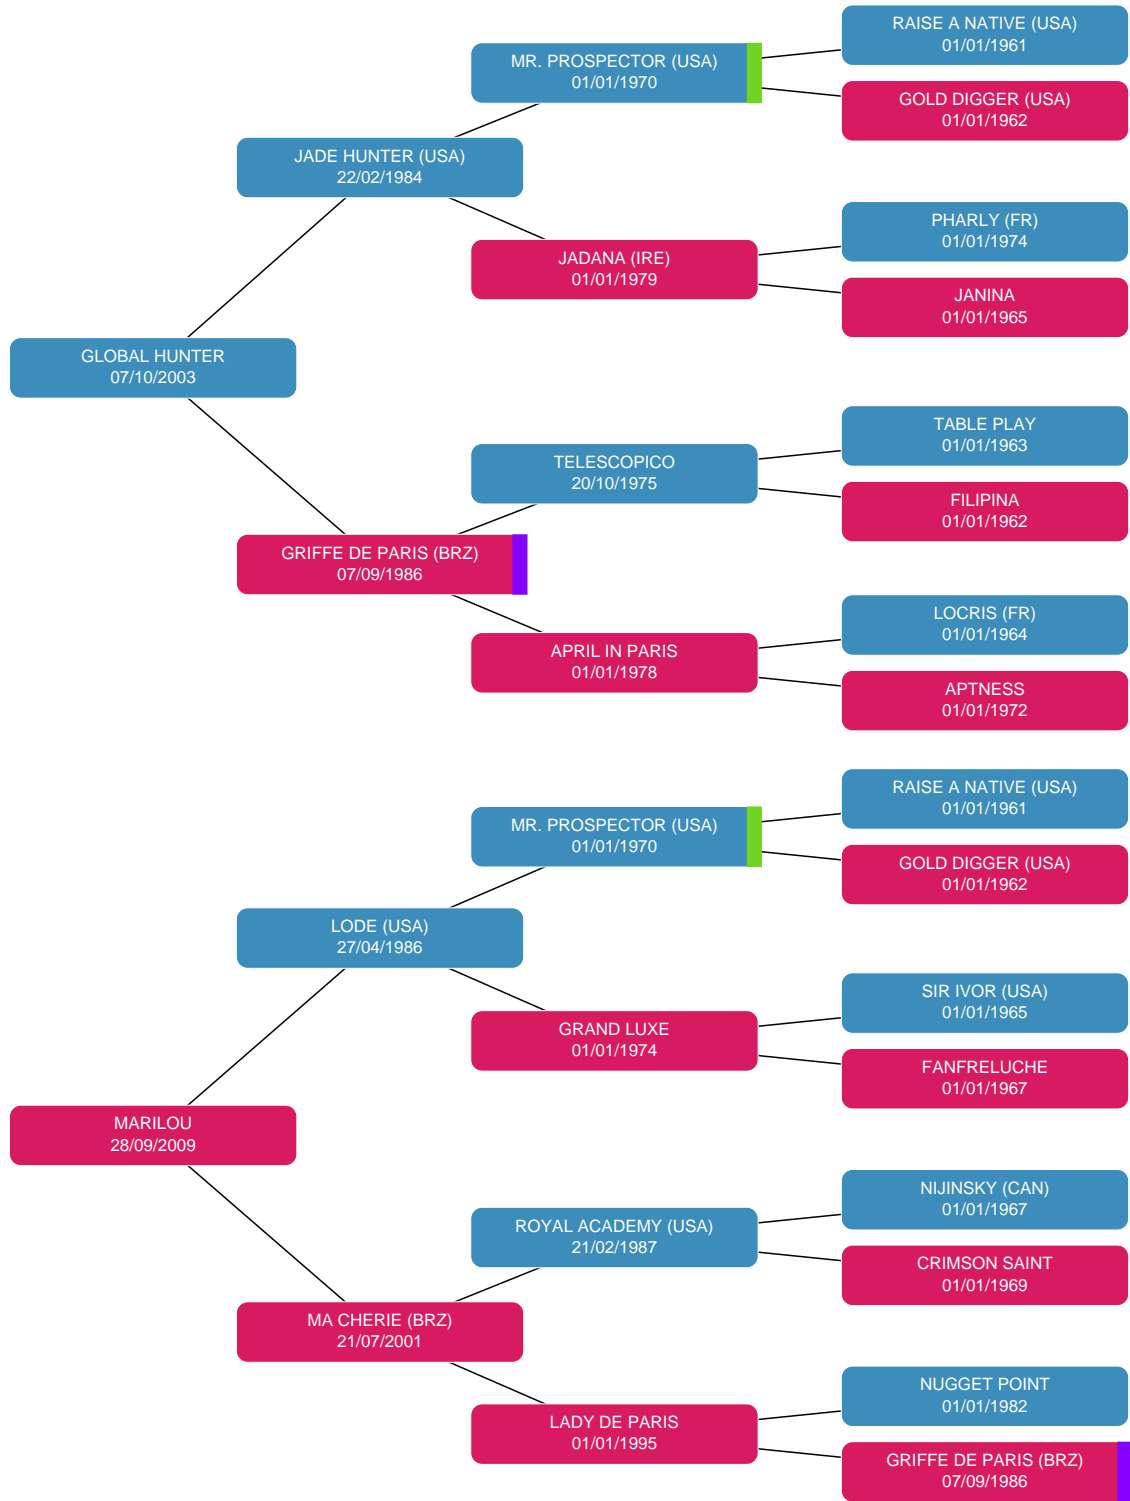 RAISE A NATIVE (USA)
01/01/1961
MR. PROSPECTOR (USA)
01/01/1970
GOLD DIGGER (USA)
01/01/1962
JADE HUNTER (USA)
22/02/1984
PHARLY (FR)
01/01/1974
JADANA (IRE)
01/01/1979
JANINA
01/01/1965
GLOBAL HUNTER
07/10/2003
TABLE PLAY
01/01/1963
TELESCOPICO
20/10/1975
FILIPINA
01/01/1962
GRIFFE DE PARIS (BRZ)
07/09/1986
LOCRIS (FR)
01/01/1964
APRIL IN PARIS
01/01/1978
APTNESS
01/01/1972
RAISE A NATIVE (USA)
01/01/1961
MR. PROSPECTOR (USA)
01/01/1970
GOLD DIGGER (USA)
01/01/1962
LODE (USA)
27/04/1986
SIR IVOR (USA)
01/01/1965
GRAND LUXE
01/01/1974
FANFRELUCHE
01/01/1967
MARILOU
28/09/2009
NIJINSKY (CAN)
01/01/1967
ROYAL ACADEMY (USA)
21/02/1987
CRIMSON SAINT
01/01/1969
MA CHERIE (BRZ)
21/07/2001
NUGGET POINT
01/01/1982
LADY DE PARIS
01/01/1995
GRIFFE DE PARIS (BRZ)
07/09/1986